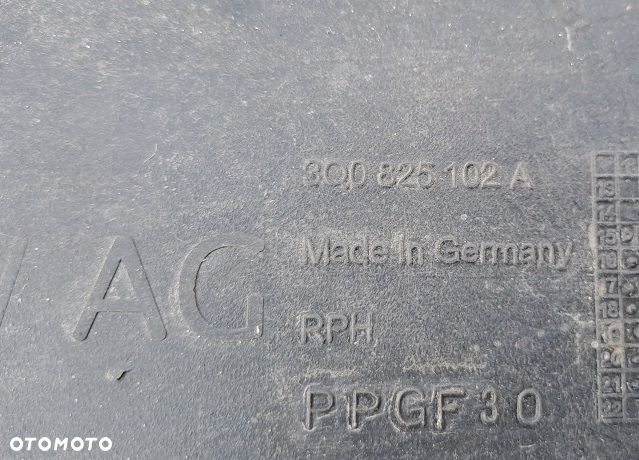 3Q0 825 102 A
Made In Germany
AG
RPH
PPGF30
OTOMOTO